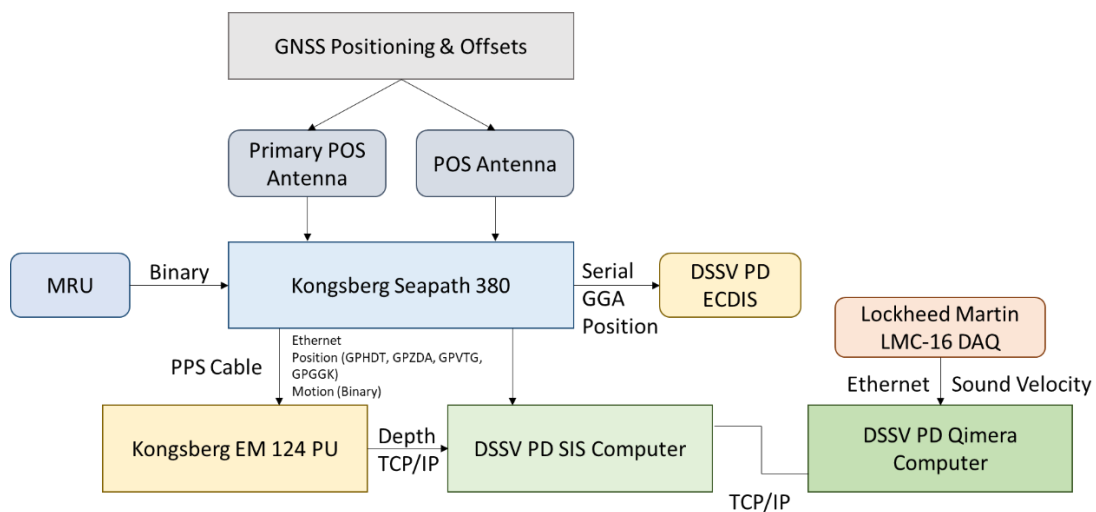 GNSS Positioning & Offsets
Primary POS
Antenna
POS Antenna
MRU
Binary
Kongsberg Seapath 380
Serial
GGA
Position
DSSV PD
ECDIS
Lockheed Martin
LMC-16 DAQ
PPS Cable
Ethernet
Position (GPHDT, GPZDA, GPVTG,
GPGGK)
Motion (Binary)
Ethernet
Sound Velocity
Kongsberg EM 124 PU
Depth
TCP/IP
DSSV PD SIS Computer
TCP/IP
DSSV PD Qimera
Computer